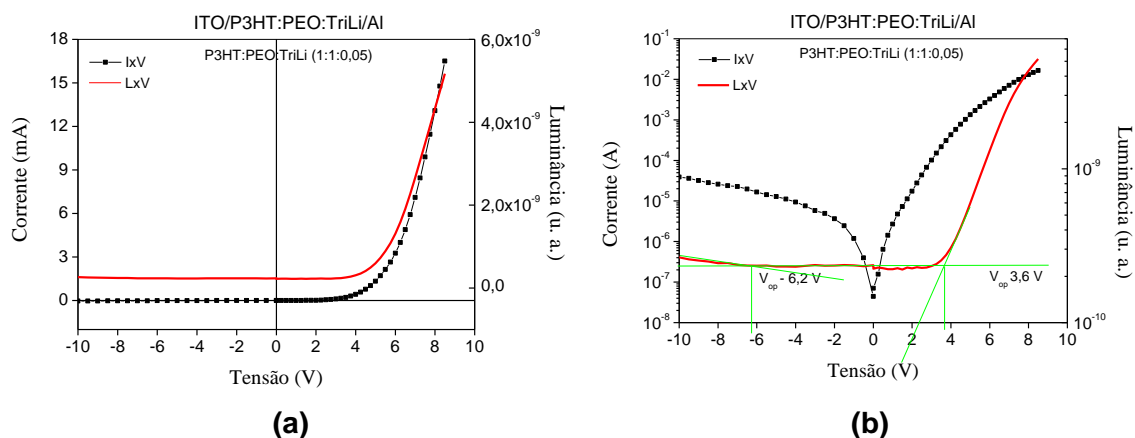 ITO/P3HT:PEO:TriLi/Al
P3HT:PEO:TriLi (1:1:0,05)
IxV
LxV
Corrente (mA)
18
15
12
9
6
3
0
6,0x10⁻⁹
4,0x10⁻⁹
2,0x10⁻⁹
0,0
Luminância (u. a.)
-10 -8 -6 -4 -2 0 2 4 6 8 10
Tensão (V)
(a)
ITO/P3HT:PEO:TriLi/Al
P3HT:PEO:TriLi (1:1:0,05)
IxV
LxV
Corrente (A)
10⁻¹
10⁻²
10⁻³
10⁻⁴
10⁻⁵
10⁻⁶
10⁻⁷
10⁻⁸
V_op - 6,2 V
V_op 3,6 V
10⁻⁹
10⁻¹⁰
Luminância (u. a.)
-10 -8 -6 -4 -2 0 2 4 6 8 10
Tensão (V)
(b)